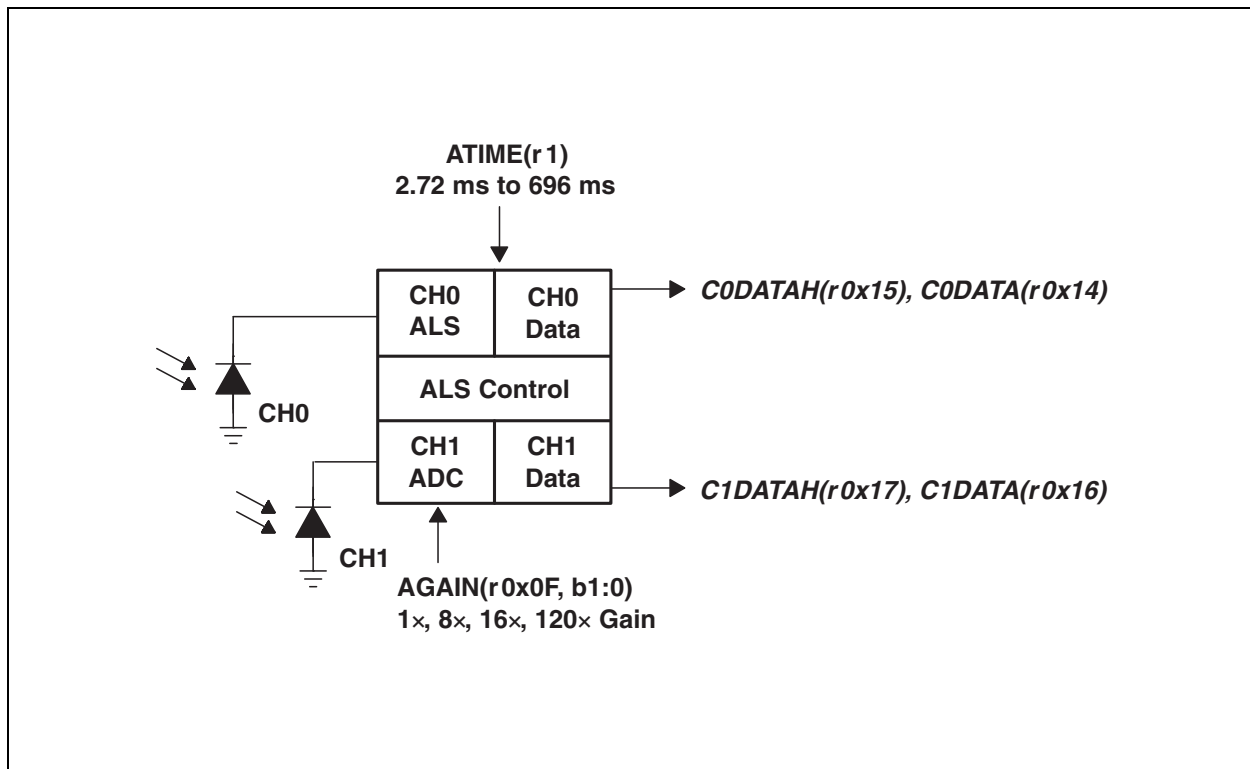 ATIME(r 1)
2.72 ms to 696 ms
CH0
ALS
CH0
Data
C0DATAH(r0x15), C0DATA(r0x14)
ALS Control
CH0
CH1
ADC
CH1
Data
C1DATAH(r0x17), C1DATA(r0x16)
CH1
AGAIN(r0x0F, b1:0)
1×, 8×, 16×, 120× Gain